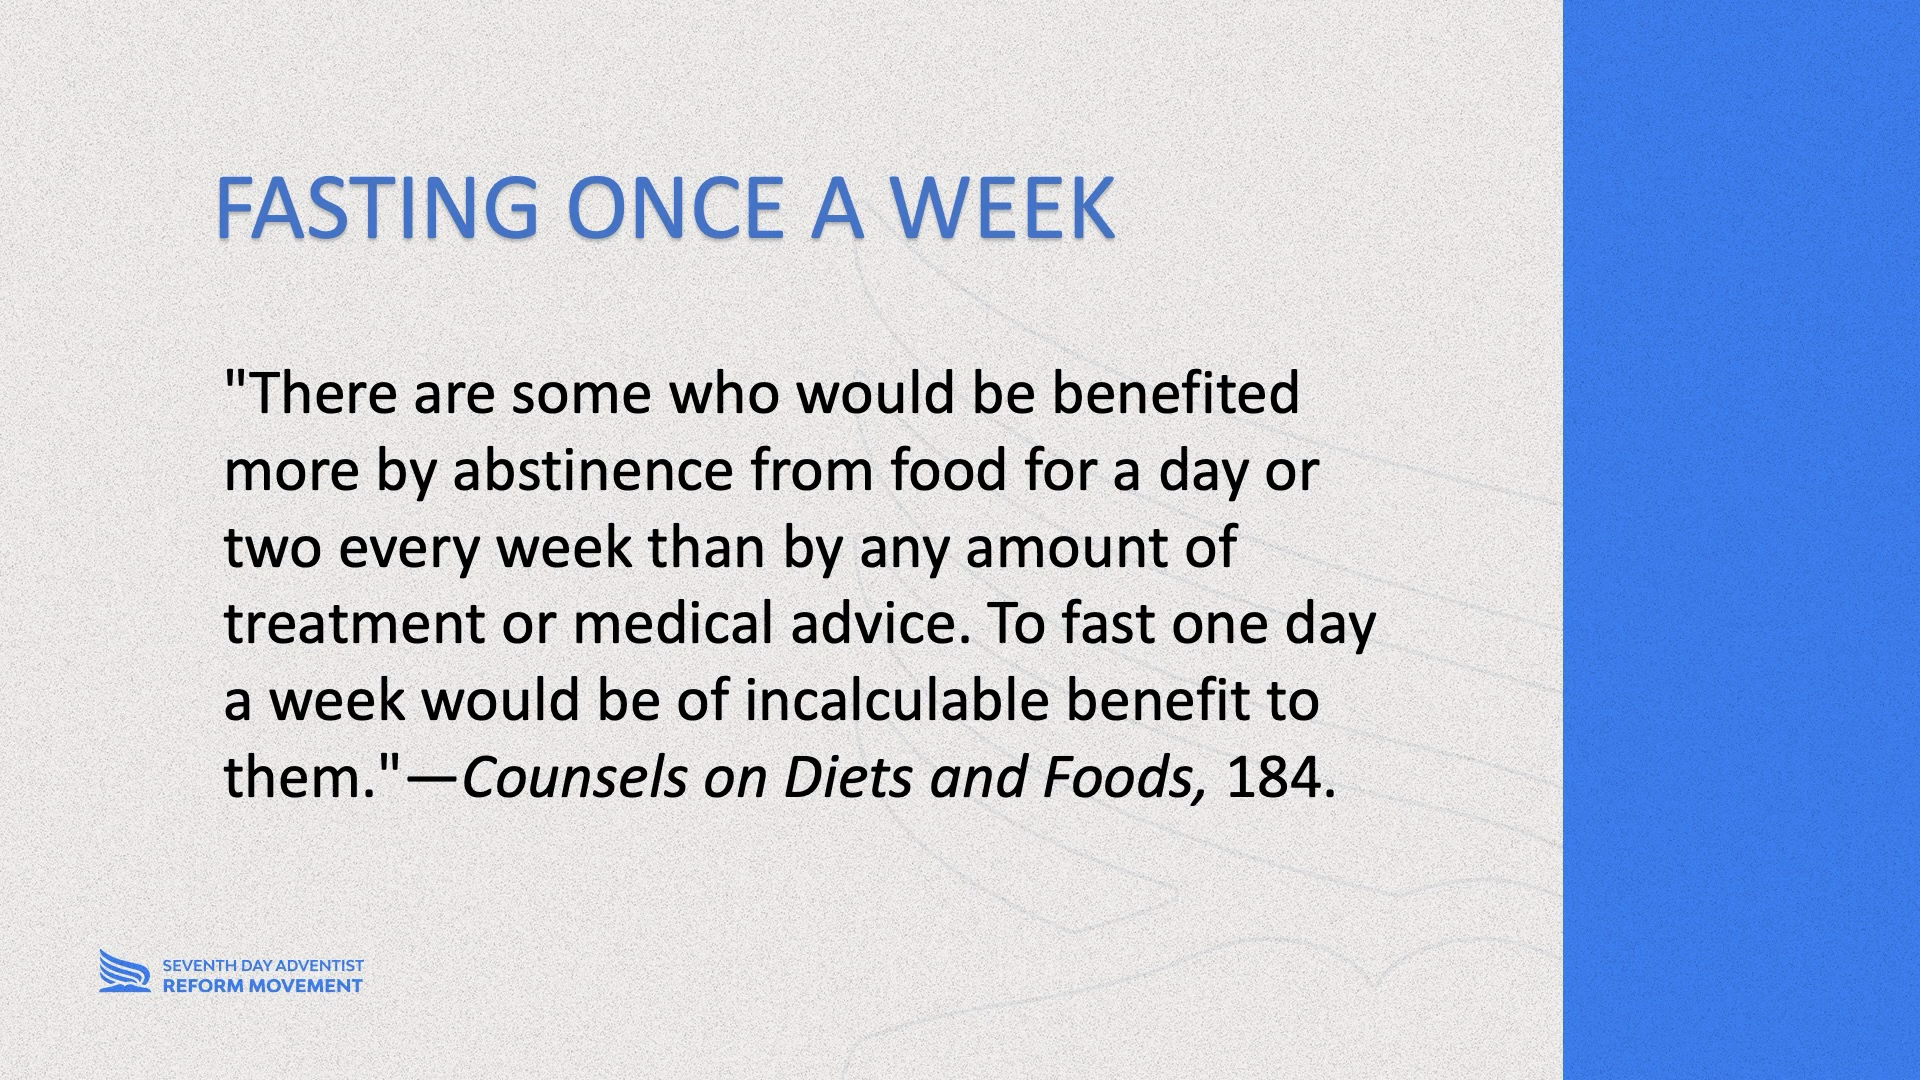 FASTING ONCE A WEEK
"There are some who would be benefited
more by abstinence from food for a day or
two every week than by any amount of
treatment or medical advice. To fast one day
a week would be of incalculable benefit to
them."—Counsels on Diets and Foods, 184.
SEVENTH DAY ADVENTIST
REFORM MOVEMENT